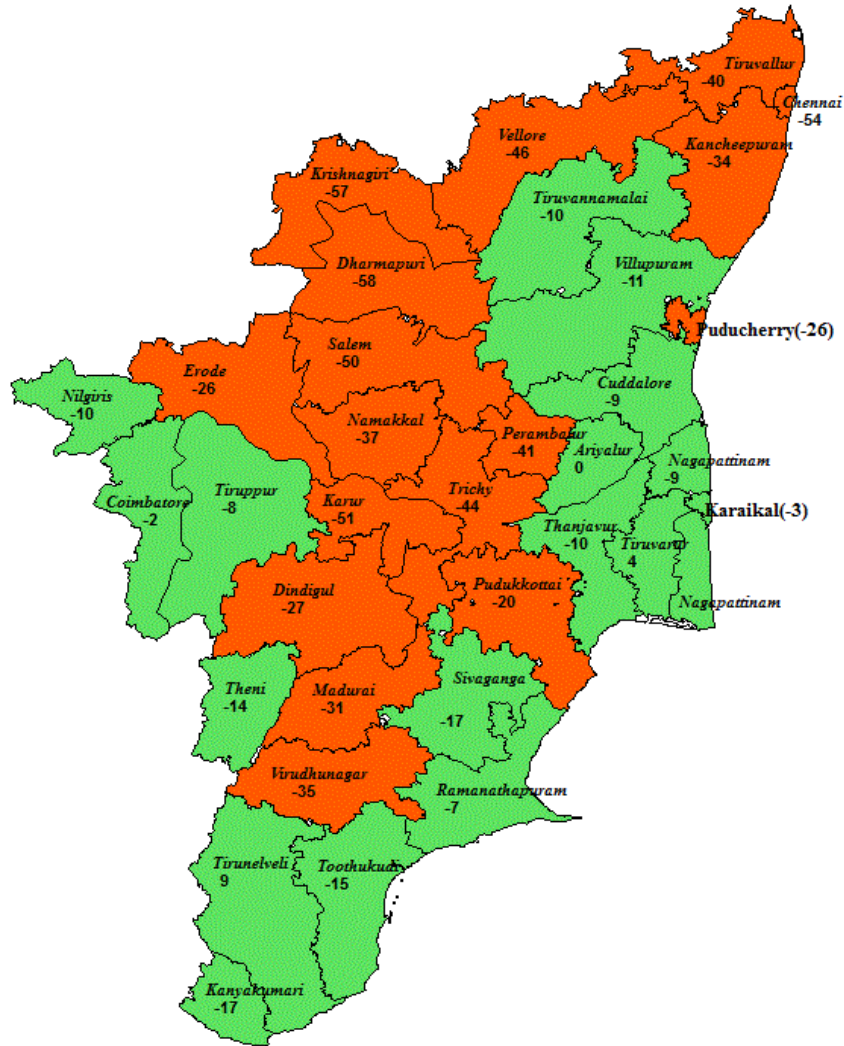 Tiruvallur
-40
Chennai
-54
Vellore
-46
Kancheepuram
-34
Krishnagiri
-57
Tiruvannamalai
-10
Dharmapuri
-58
Villupuram
-11
Puducherry(-26)
Salem
-50
Erode
-26
Nilgiris
-10
Cuddalore
-9
Namakkal
-37
Perambalur
-41
Ariyalur
0
Nagapattinam
-9
Coimbatore
-2
Tiruppur
-8
Karur
-51
Trichy
-44
Karaikal(-3)
Thanjavur
-10
Tiruvarur
4
Dindigul
-27
Pudukkottai
-20
Nagapattinam
Theni
-14
Madurai
-31
Sivaganga
-17
Virudhunagar
-35
Ramanathapuram
-7
Tirunelveli
9
Toothukudi
-15
Kanyakumari
-17